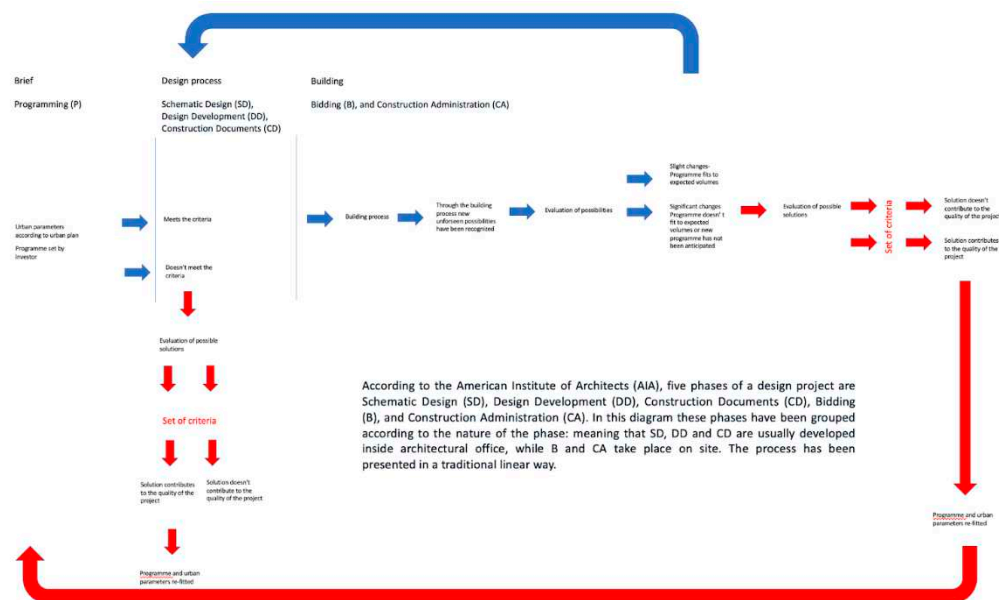 Brief
Programming (P)
Design process
Schematic Design (SD),
Design Development (DD),
Construction Documents (CD)
Building
Bidding (B), and Construction Administration (CA)
Urban parameters
according to urban plan
Programme set by
investor
Meets the criteria
Doesn't meet the
criteria
Building process
Through the building
process new
unforseen possibilities
have been recognized
Evaluation of possibilities
Slight changes-
Programme fits to
expected volumes
Significant changes
Programme doesn't
fit to expected
volumes or new
programme has not
been anticipated
Evaluation of possible
solutions
Set of criteria
Solution doesn't
contribute to the
quality of the project
Solution contributes
to the quality of the
project
Evaluation of possible
solutions
Set of criteria
Solution contributes
to the quality of the
project
Solution doesn't
contribute to the
quality of the project
Programme and urban
parameters re-fitted
According to the American Institute of Architects (AIA), five phases of a design project are
Schematic Design (SD), Design Development (DD), Construction Documents (CD), Bidding
(B), and Construction Administration (CA). In this diagram these phases have been grouped
according to the nature of the phase: meaning that SD, DD and CD are usually developed
inside architectural office, while B and CA take place on site. The process has been
presented in a traditional linear way.
Programme and urban
parameters re-fitted